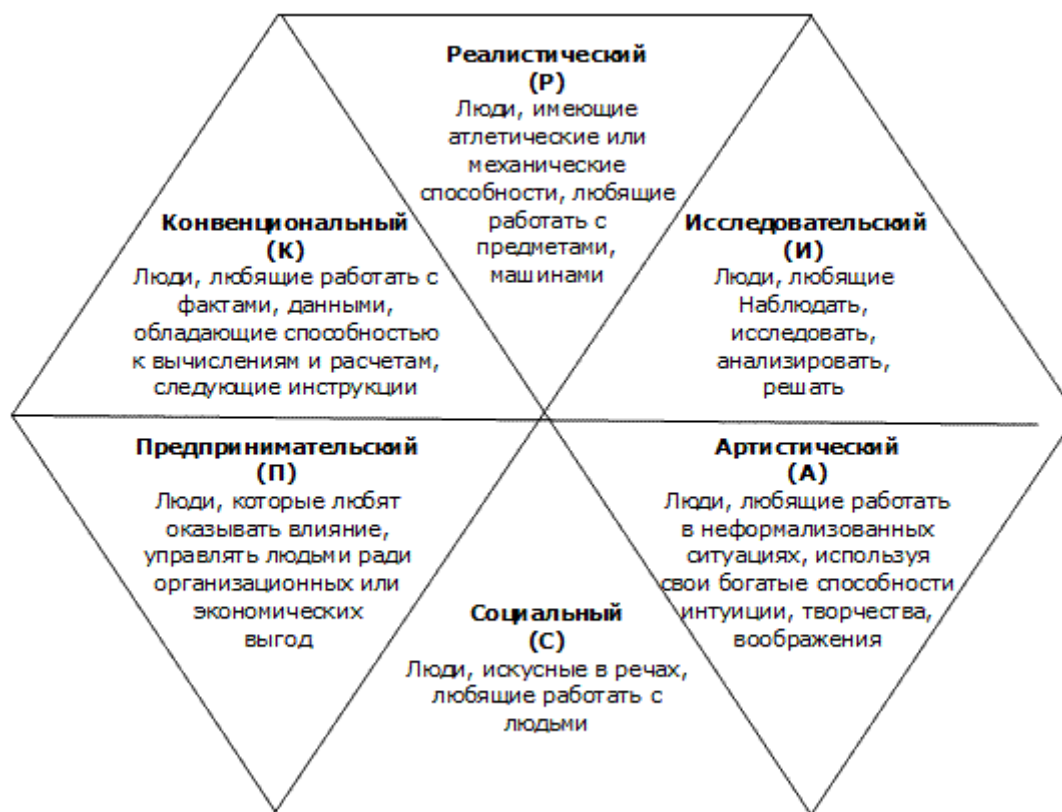 Реалистический
(Р)
Люди, имеющие
атлетические или
механические
способности, любящие
работать с
предметами,
машинами
Конвенциональный
(К)
Люди, любящие работать с
фактами, данными,
обладающие способностью
к вычислениям и расчетам,
следующие инструкции
Исследовательский
(И)
Люди, любящие
Наблюдать,
исследовать,
анализировать,
решать
Предпринимательский
(П)
Люди, которые любят
оказывать влияние,
управлять людьми ради
организационных или
экономических
выгод
Социальный
(С)
Люди, искусные в речах,
любящие работать с
людьми
Артистический
(А)
Люди, любящие работать
в неформализованных
ситуациях, используя
свои богатые способности
интуиции, творчества,
воображения